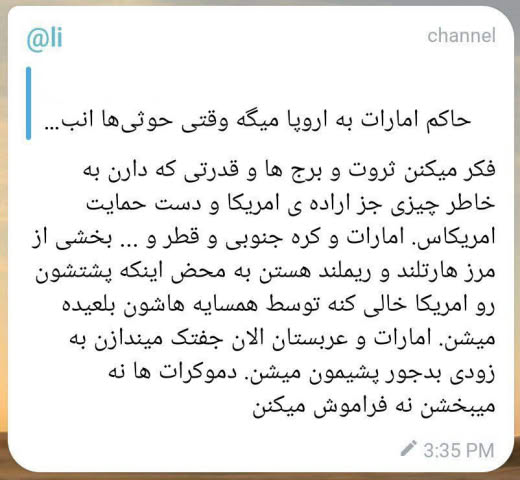 @li channel
حاکم امارات به اروپا میگه وقتی حوثی‌ها انب...
فکر میکنن ثروت و برج ها و قدرتی که دارن به
خاطر چیزی جز اراده ی امریکا و دست حمایت
امریکاس. امارات و کره جنوبی و قطر و ... بخشی از
مرز هارتلند و ریملند هستن به محض اینکه پشتشون
رو امریکا خالی کنه توسط همسایه هاشون بلعیده
میشن. امارات و عربستان الان جفتک میندازن به
زودی بدجور پشیمون میشن. دموکرات ها نه
میبخشن نه فراموش میکنن
3:35 PM